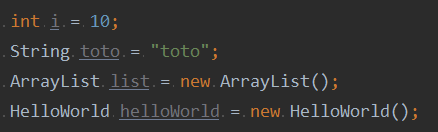 int i = 10;
String toto = "toto";
ArrayList list = new ArrayList();
HelloWorld helloWorld = new HelloWorld();